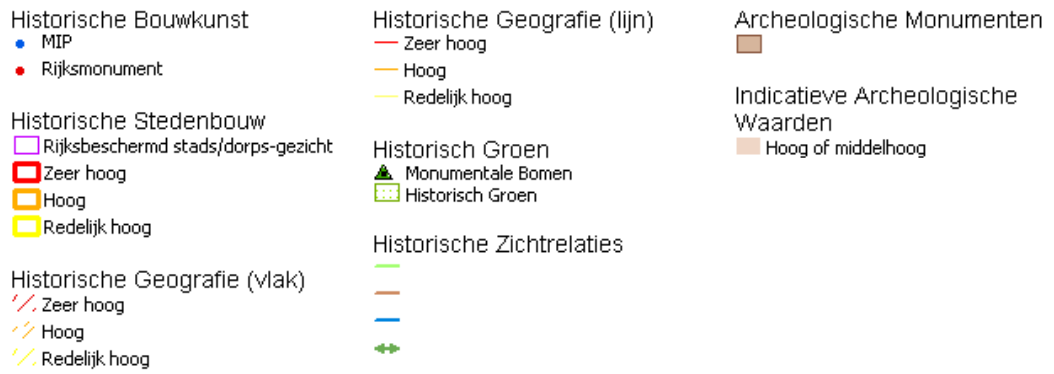 Historische Bouwkunst
MIP
Rijksmonument
Historische Stedenbouw
Rijksbeschermd stads/dorps-gezicht
Zeer hoog
Hoog
Redelijk hoog
Historische Geografie (vlak)
Zeer hoog
Hoog
Redelijk hoog
Historische Geografie (lijn)
Zeer hoog
Hoog
Redelijk hoog
Historisch Groen
Monumentale Bomen
Historisch Groen
Historische Zichtrelaties
Archeologische Monumenten
Indicatieve Archeologische
Waarden
Hoog of middelhoog